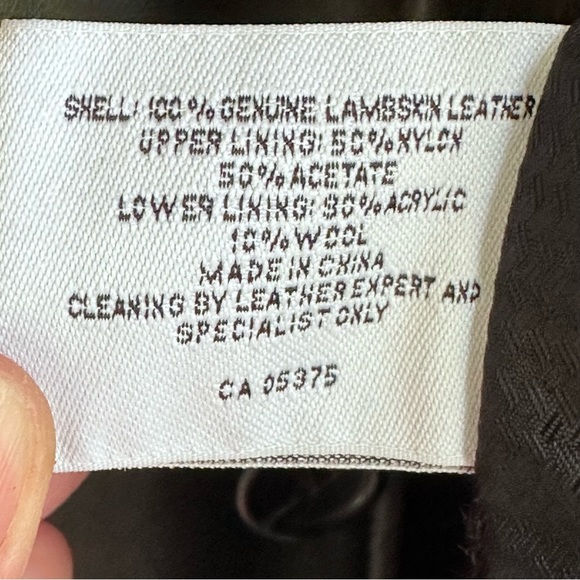 SHELL: 100% GENUINE LAMBSKIN LEATHER
UPPER LINING: 50% NYLON
50% ACETATE
LOWER LINING: 90% ACRYLIC
10% WOOL
MADE IN CHINA
CLEANING BY LEATHER EXPERT AND
SPECIALIST ONLY
CA 05375